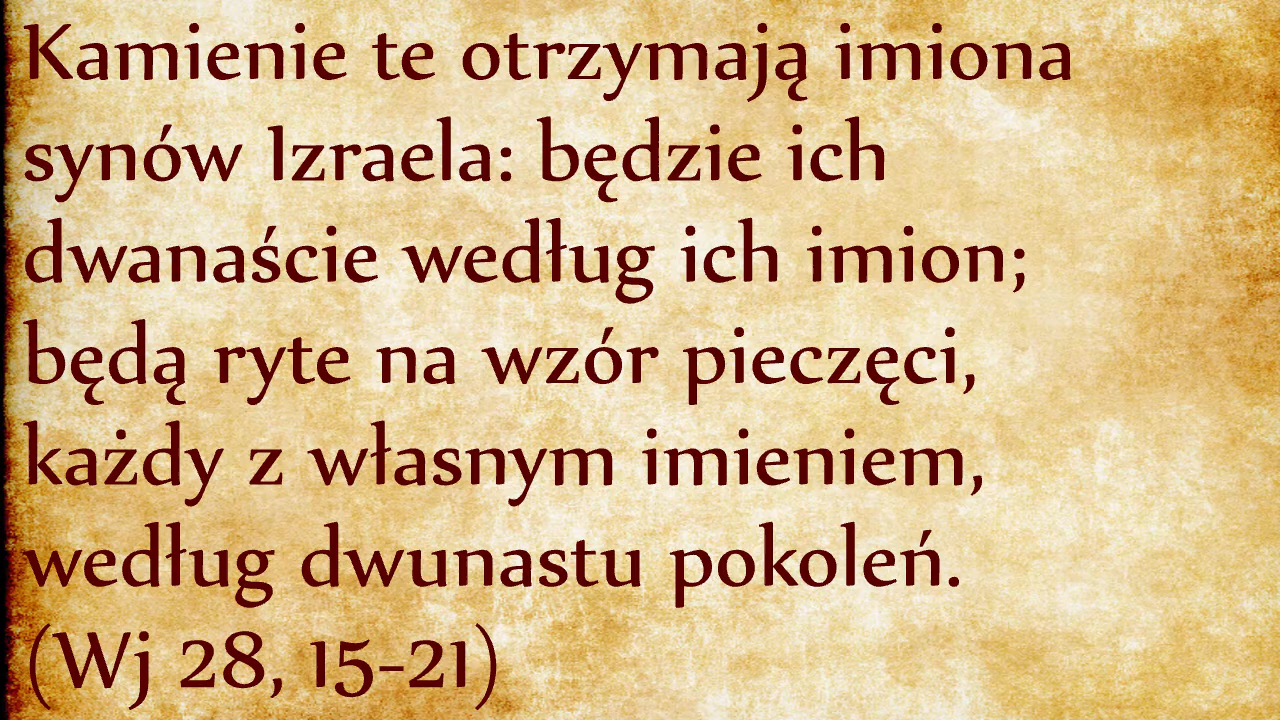 Kamienie te otrzymają imiona
synów Izraela: będzie ich
dwanaście według ich imion;
będą ryte na wzór pieczęci,
każdy z własnym imieniem,
według dwunastu pokoleń.
(Wj 28, 15-21)